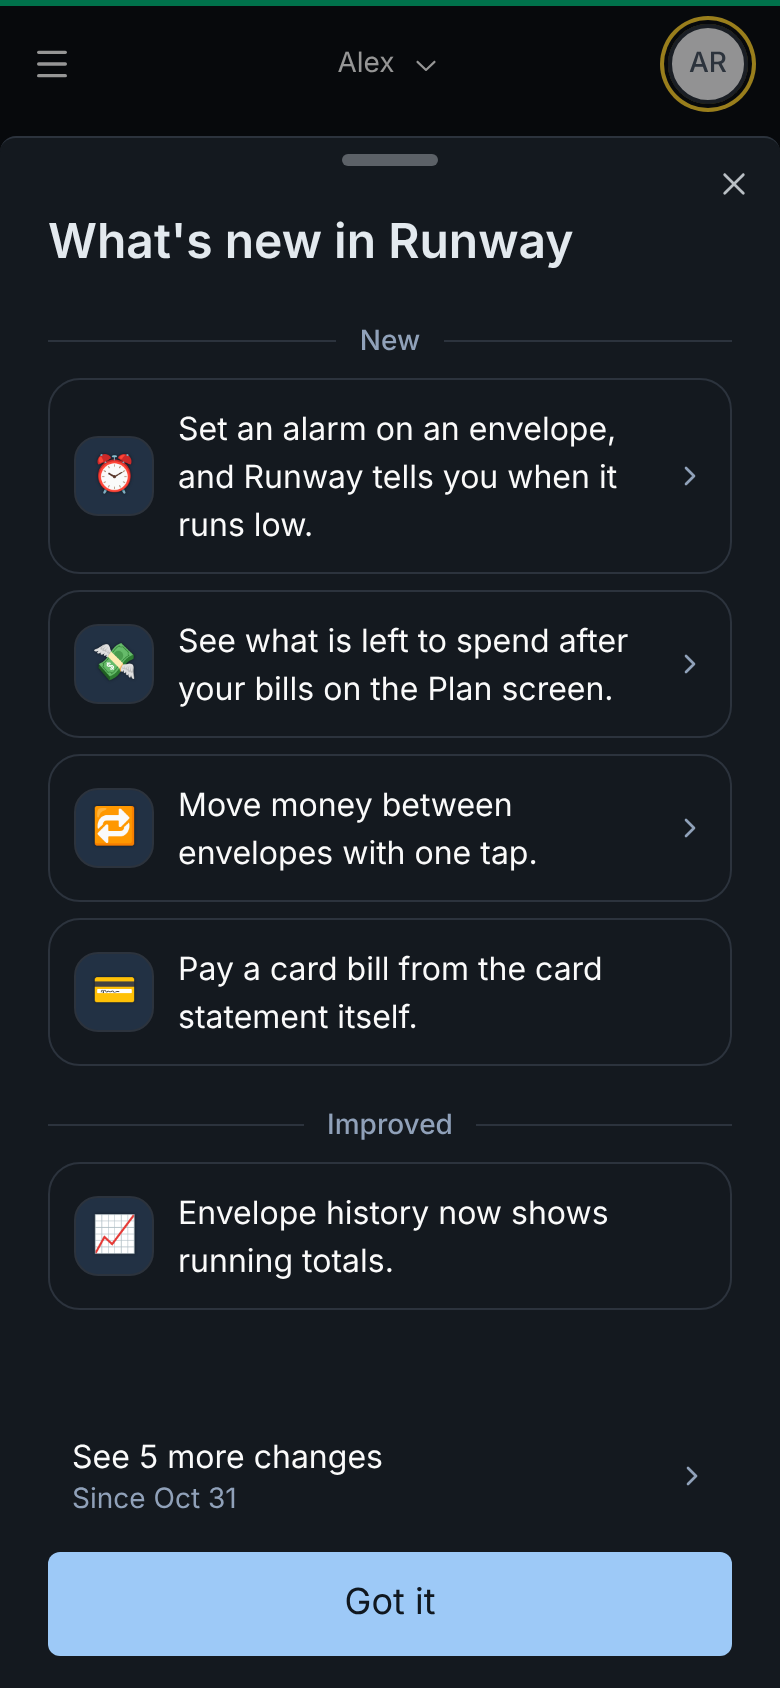 Alex
AR
What's new in Runway
New
Set an alarm on an envelope,
and Runway tells you when it
runs low.
See what is left to spend after
your bills on the Plan screen.
Move money between
envelopes with one tap.
Pay a card bill from the card
statement itself.
Improved
Envelope history now shows
running totals.
See 5 more changes
Since Oct 31
Got it